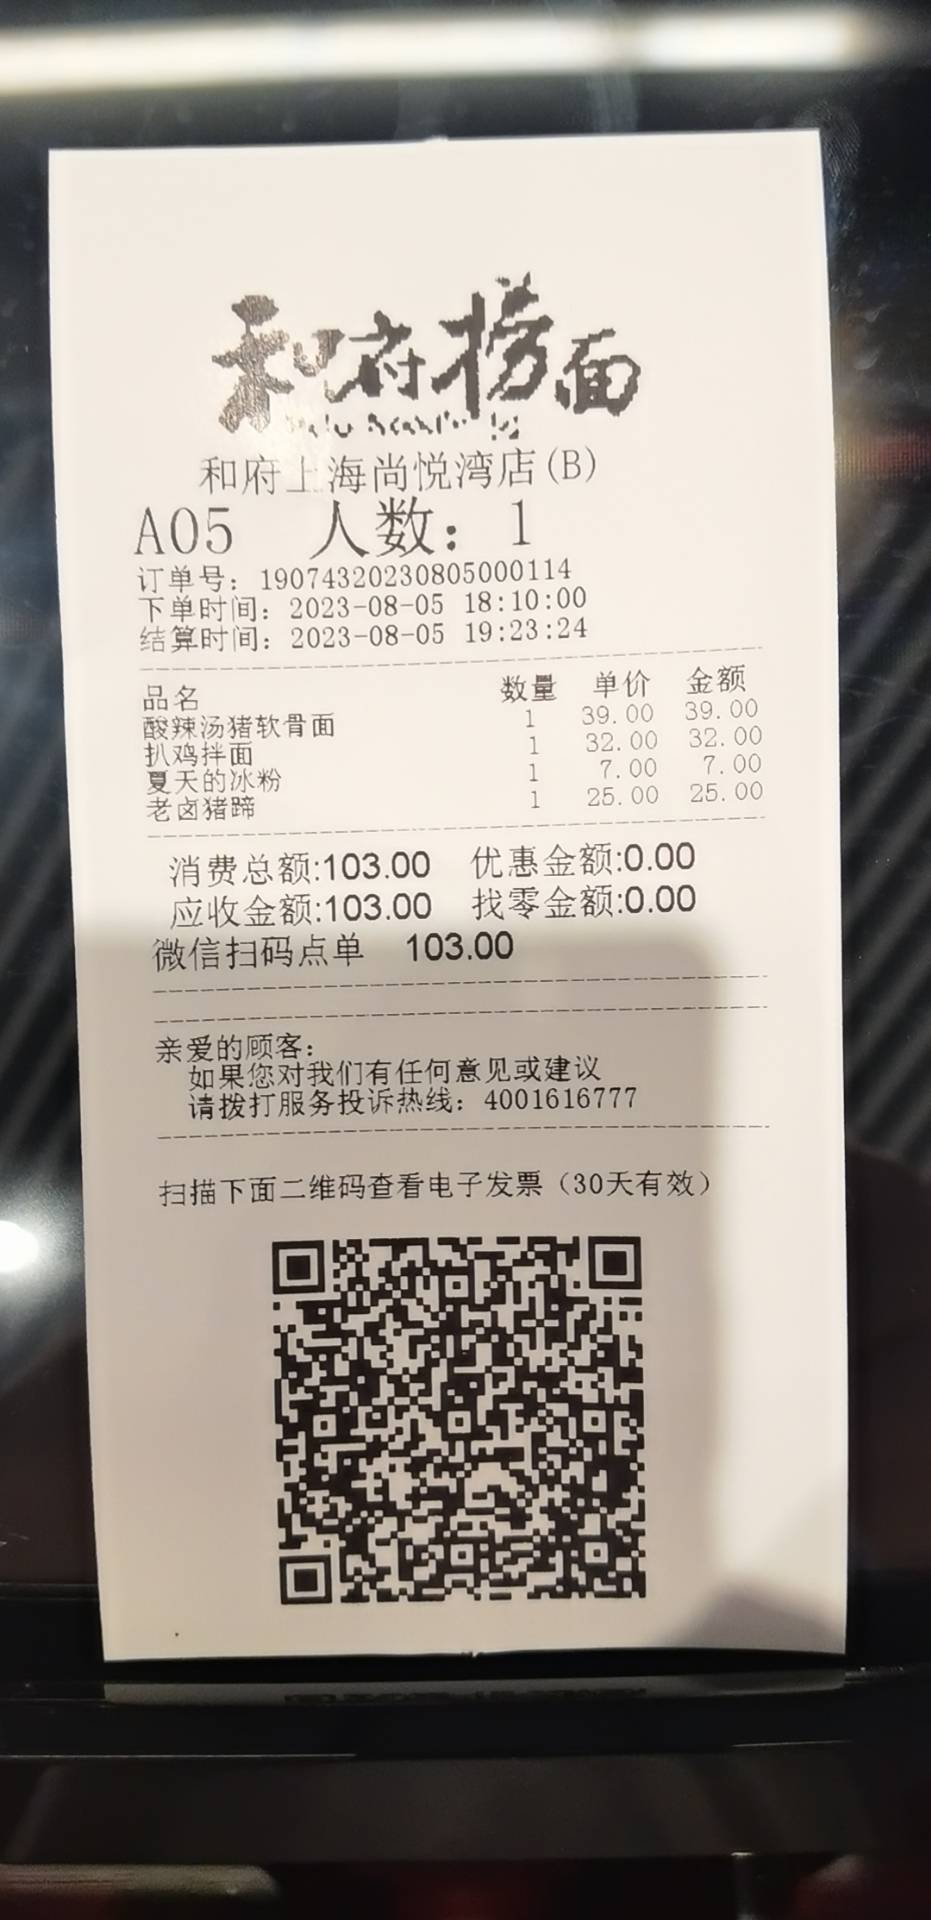 和府捞面
和府上海尚悦湾店(B)
A05 人数：1
订单号：19074320230805000114
下单时间：2023-08-05 18:10:00
结算时间：2023-08-05 19:23:24
品名 数量 单价 金额
酸辣汤猪软骨面 1 39.00 39.00
扒鸡拌面 1 32.00 32.00
夏天的冰粉 1 7.00 7.00
老卤猪蹄 1 25.00 25.00
消费总额:103.00 优惠金额:0.00
应收金额:103.00 找零金额:0.00
微信扫码点单 103.00
亲爱的顾客：
如果您对我们有任何意见或建议
请拨打服务投诉热线：4001616777
扫描下面二维码查看电子发票（30天有效）